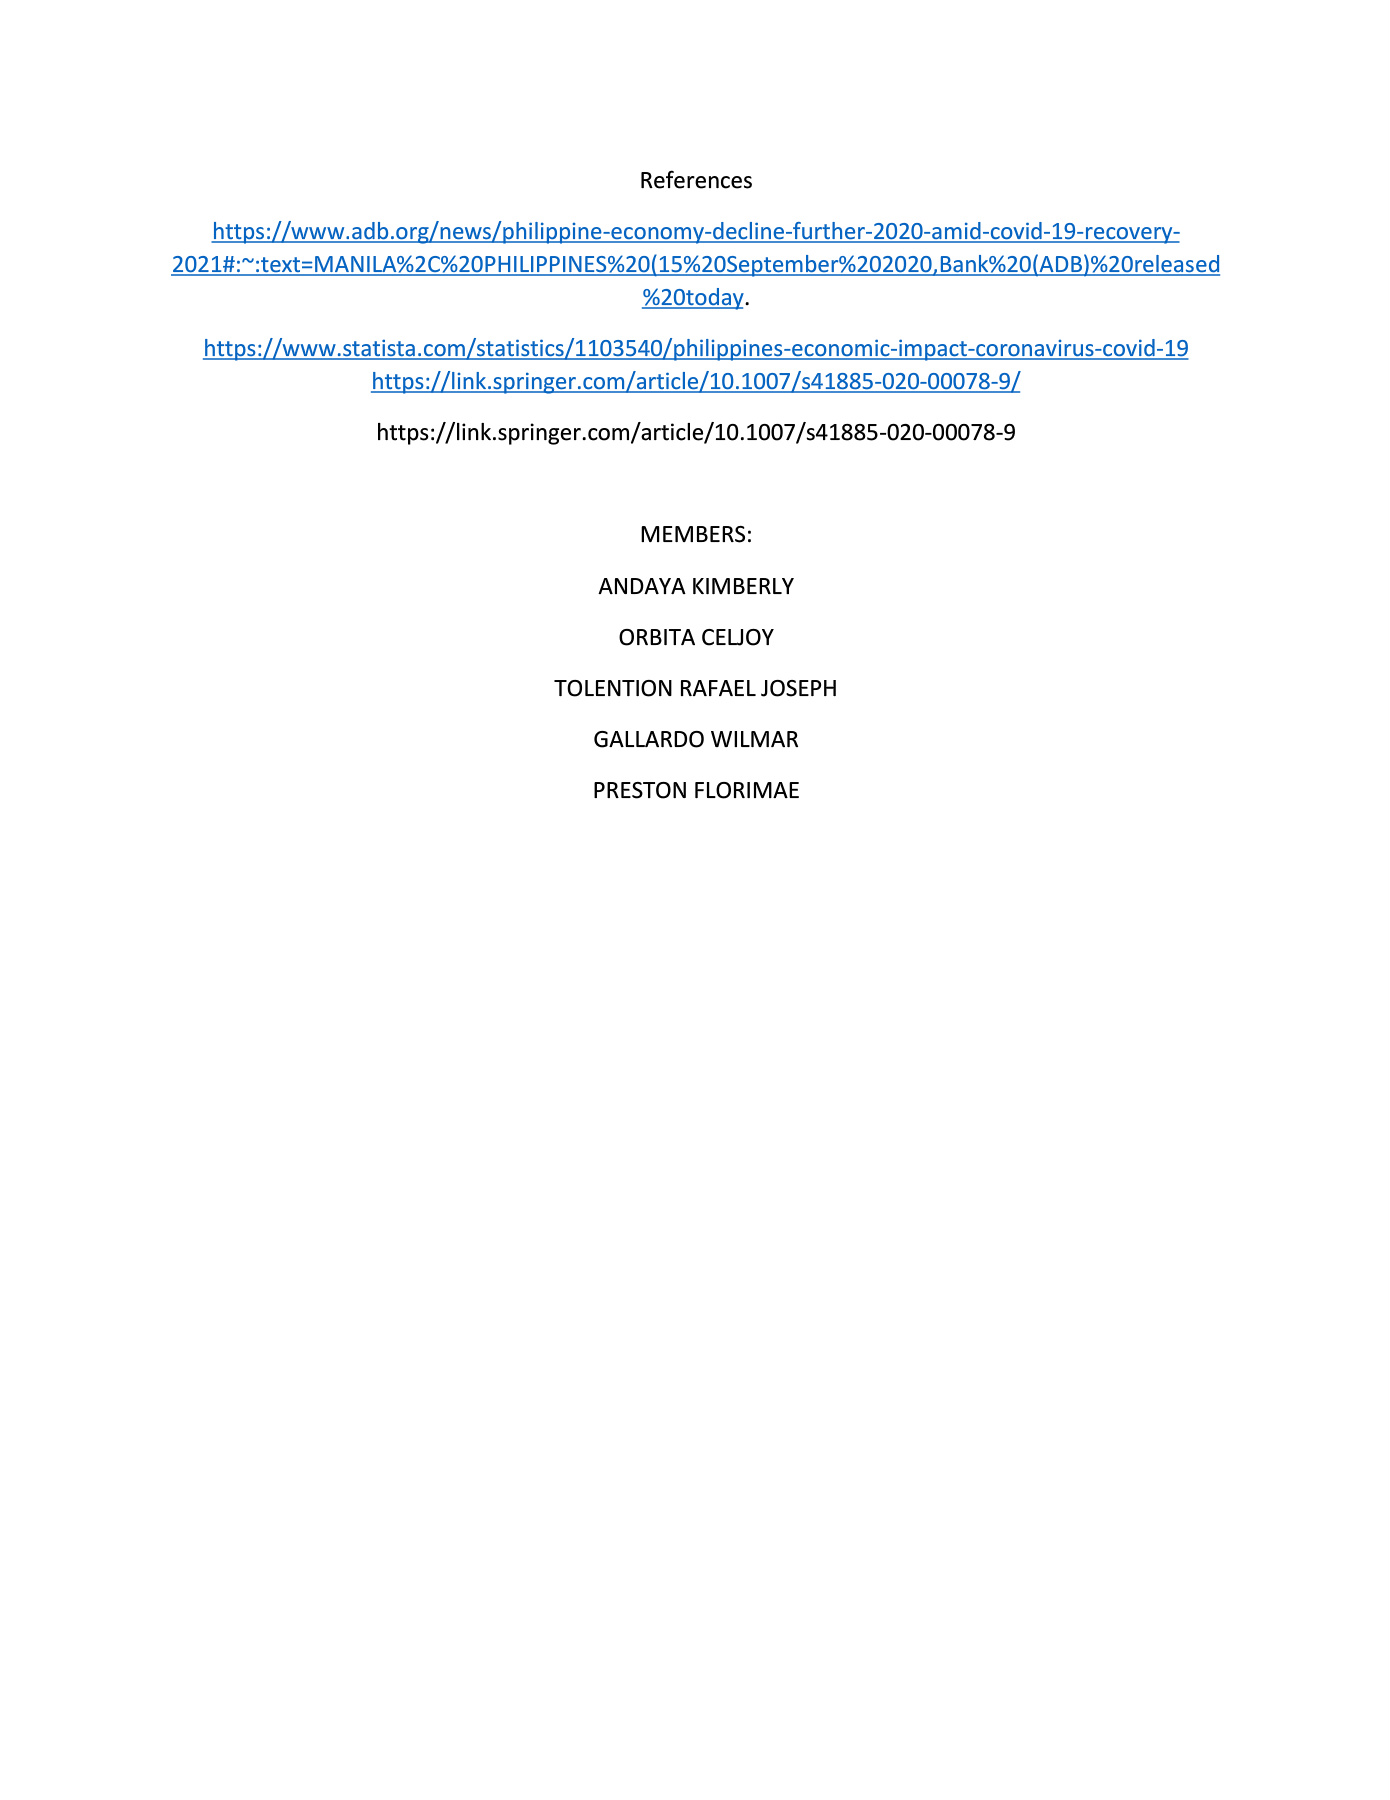 References
https://www.adb.org/news/philippine-economy-decline-further-2020-amid-covid-19-recovery-
2021#:~:text=MANILA%2C%20PHILIPPINES%20(15%20September%202020,Bank%20(ADB)%20released
%20today.
https://www.statista.com/statistics/1103540/philippines-economic-impact-coronavirus-covid-19
https://link.springer.com/article/10.1007/s41885-020-00078-9/
https://link.springer.com/article/10.1007/s41885-020-00078-9
MEMBERS:
ANDAYA KIMBERLY
ORBITA CELJOY
TOLENTION RAFAEL JOSEPH
GALLARDO WILMAR
PRESTON FLORIMAE